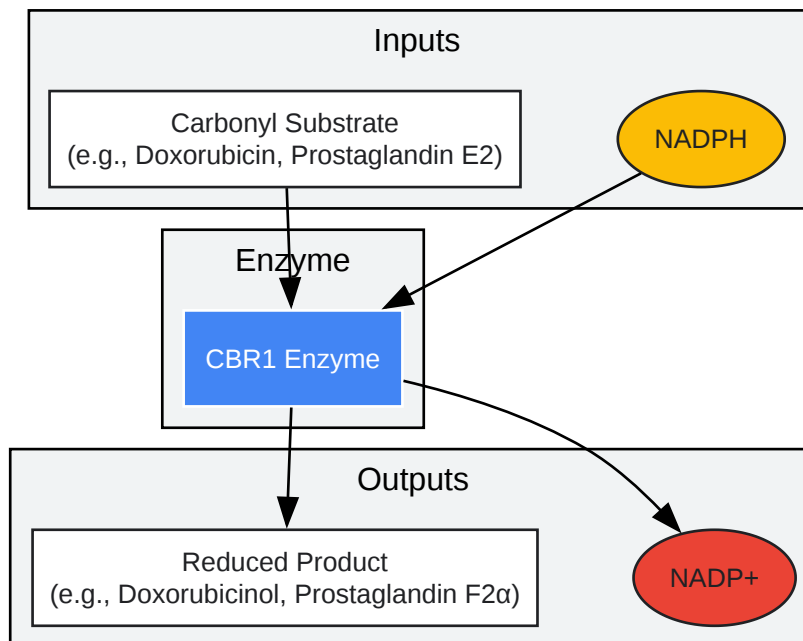 Inputs
Carbonyl Substrate
(e.g., Doxorubicin, Prostaglandin E2)
NADPH
Enzyme
CBR1 Enzyme
Outputs
Reduced Product
(e.g., Doxorubicinol, Prostaglandin F2α)
NADP+